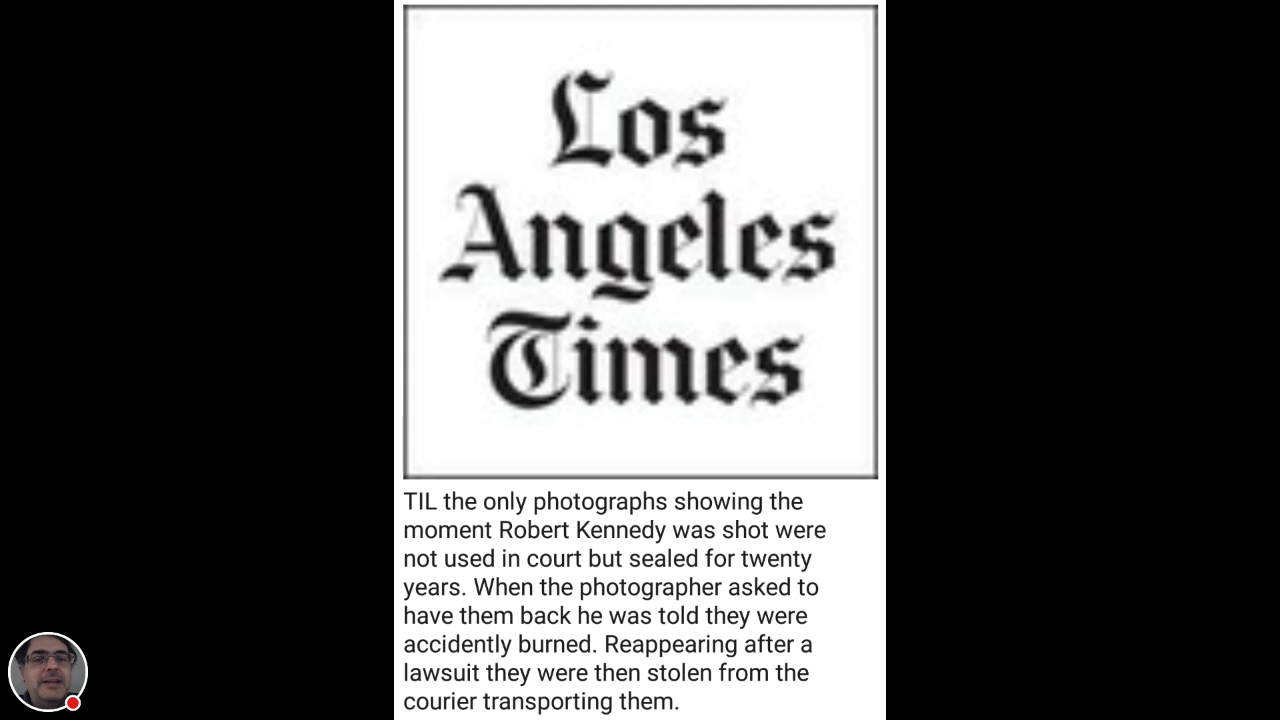 Los
Angeles
Times
TIL the only photographs showing the
moment Robert Kennedy was shot were
not used in court but sealed for twenty
years. When the photographer asked to
have them back he was told they were
accidently burned. Reappearing after a
lawsuit they were then stolen from the
courier transporting them.